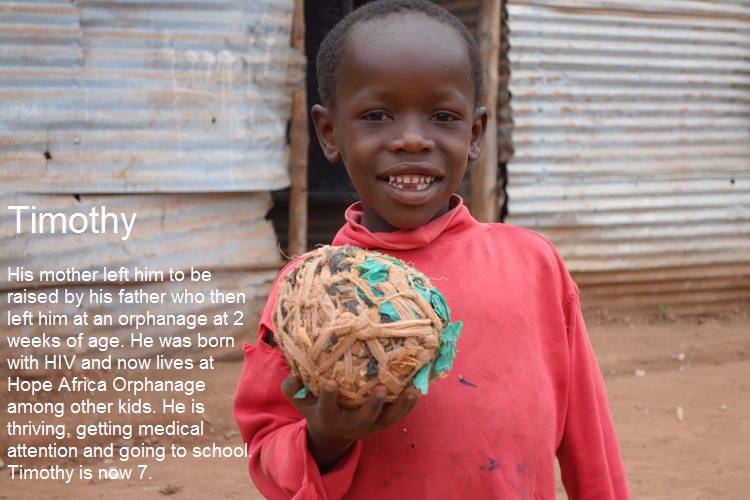 Timothy
His mother left him to be
raised by his father who then
left him at an orphanage at 2
weeks of age. He was born
with HIV and now lives at
Hope Africa Orphanage
among other kids. He is
thriving, getting medical
attention and going to school.
Timothy is now 7.